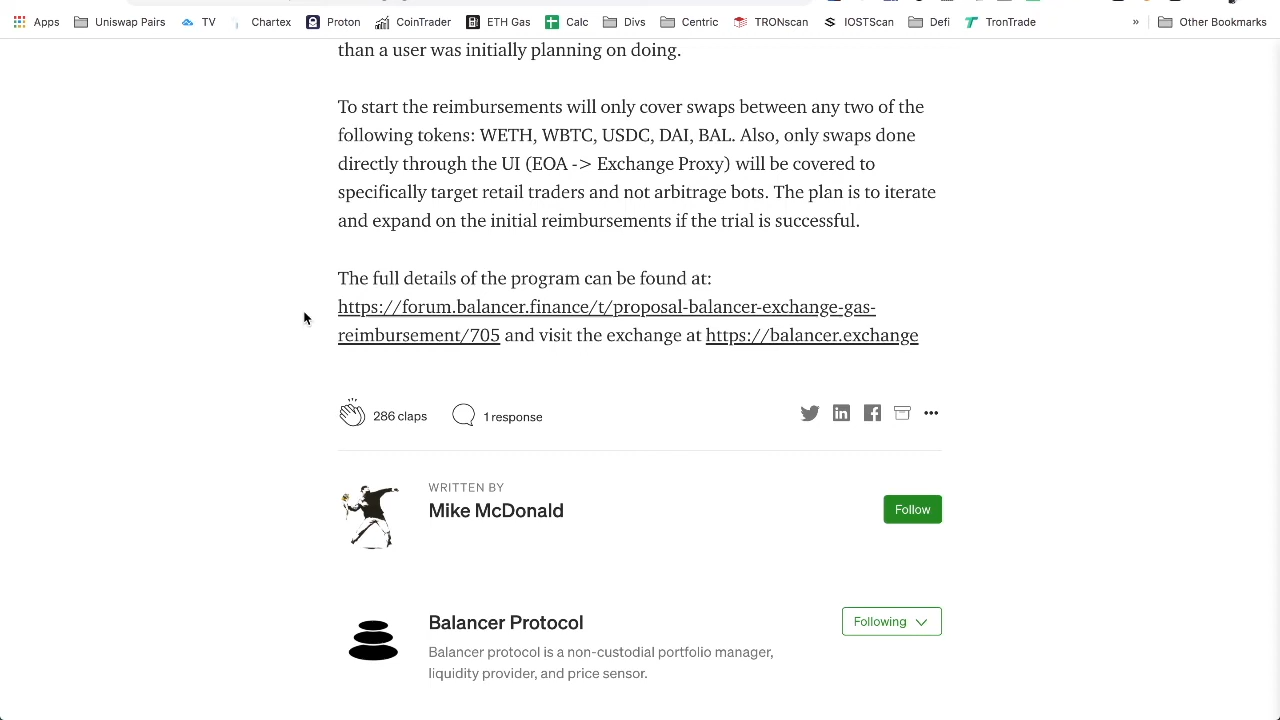 Apps Uniswap Pairs TV Chartex Proton CoinTrader ETH Gas Calc Divs Centric TRONscan IOSTScan Defi TronTrade » Other Bookmarks
than a user was initially planning on doing.
To start the reimbursements will only cover swaps between any two of the
following tokens: WETH, WBTC, USDC, DAI, BAL. Also, only swaps done
directly through the UI (EOA -> Exchange Proxy) will be covered to
specifically target retail traders and not arbitrage bots. The plan is to iterate
and expand on the initial reimbursements if the trial is successful.
The full details of the program can be found at:
https://forum.balancer.finance/t/proposal-balancer-exchange-gas-
reimbursement/705 and visit the exchange at https://balancer.exchange
286 claps 1 response
WRITTEN BY
Mike McDonald
Follow
Balancer Protocol
Following
Balancer protocol is a non-custodial portfolio manager,
liquidity provider, and price sensor.